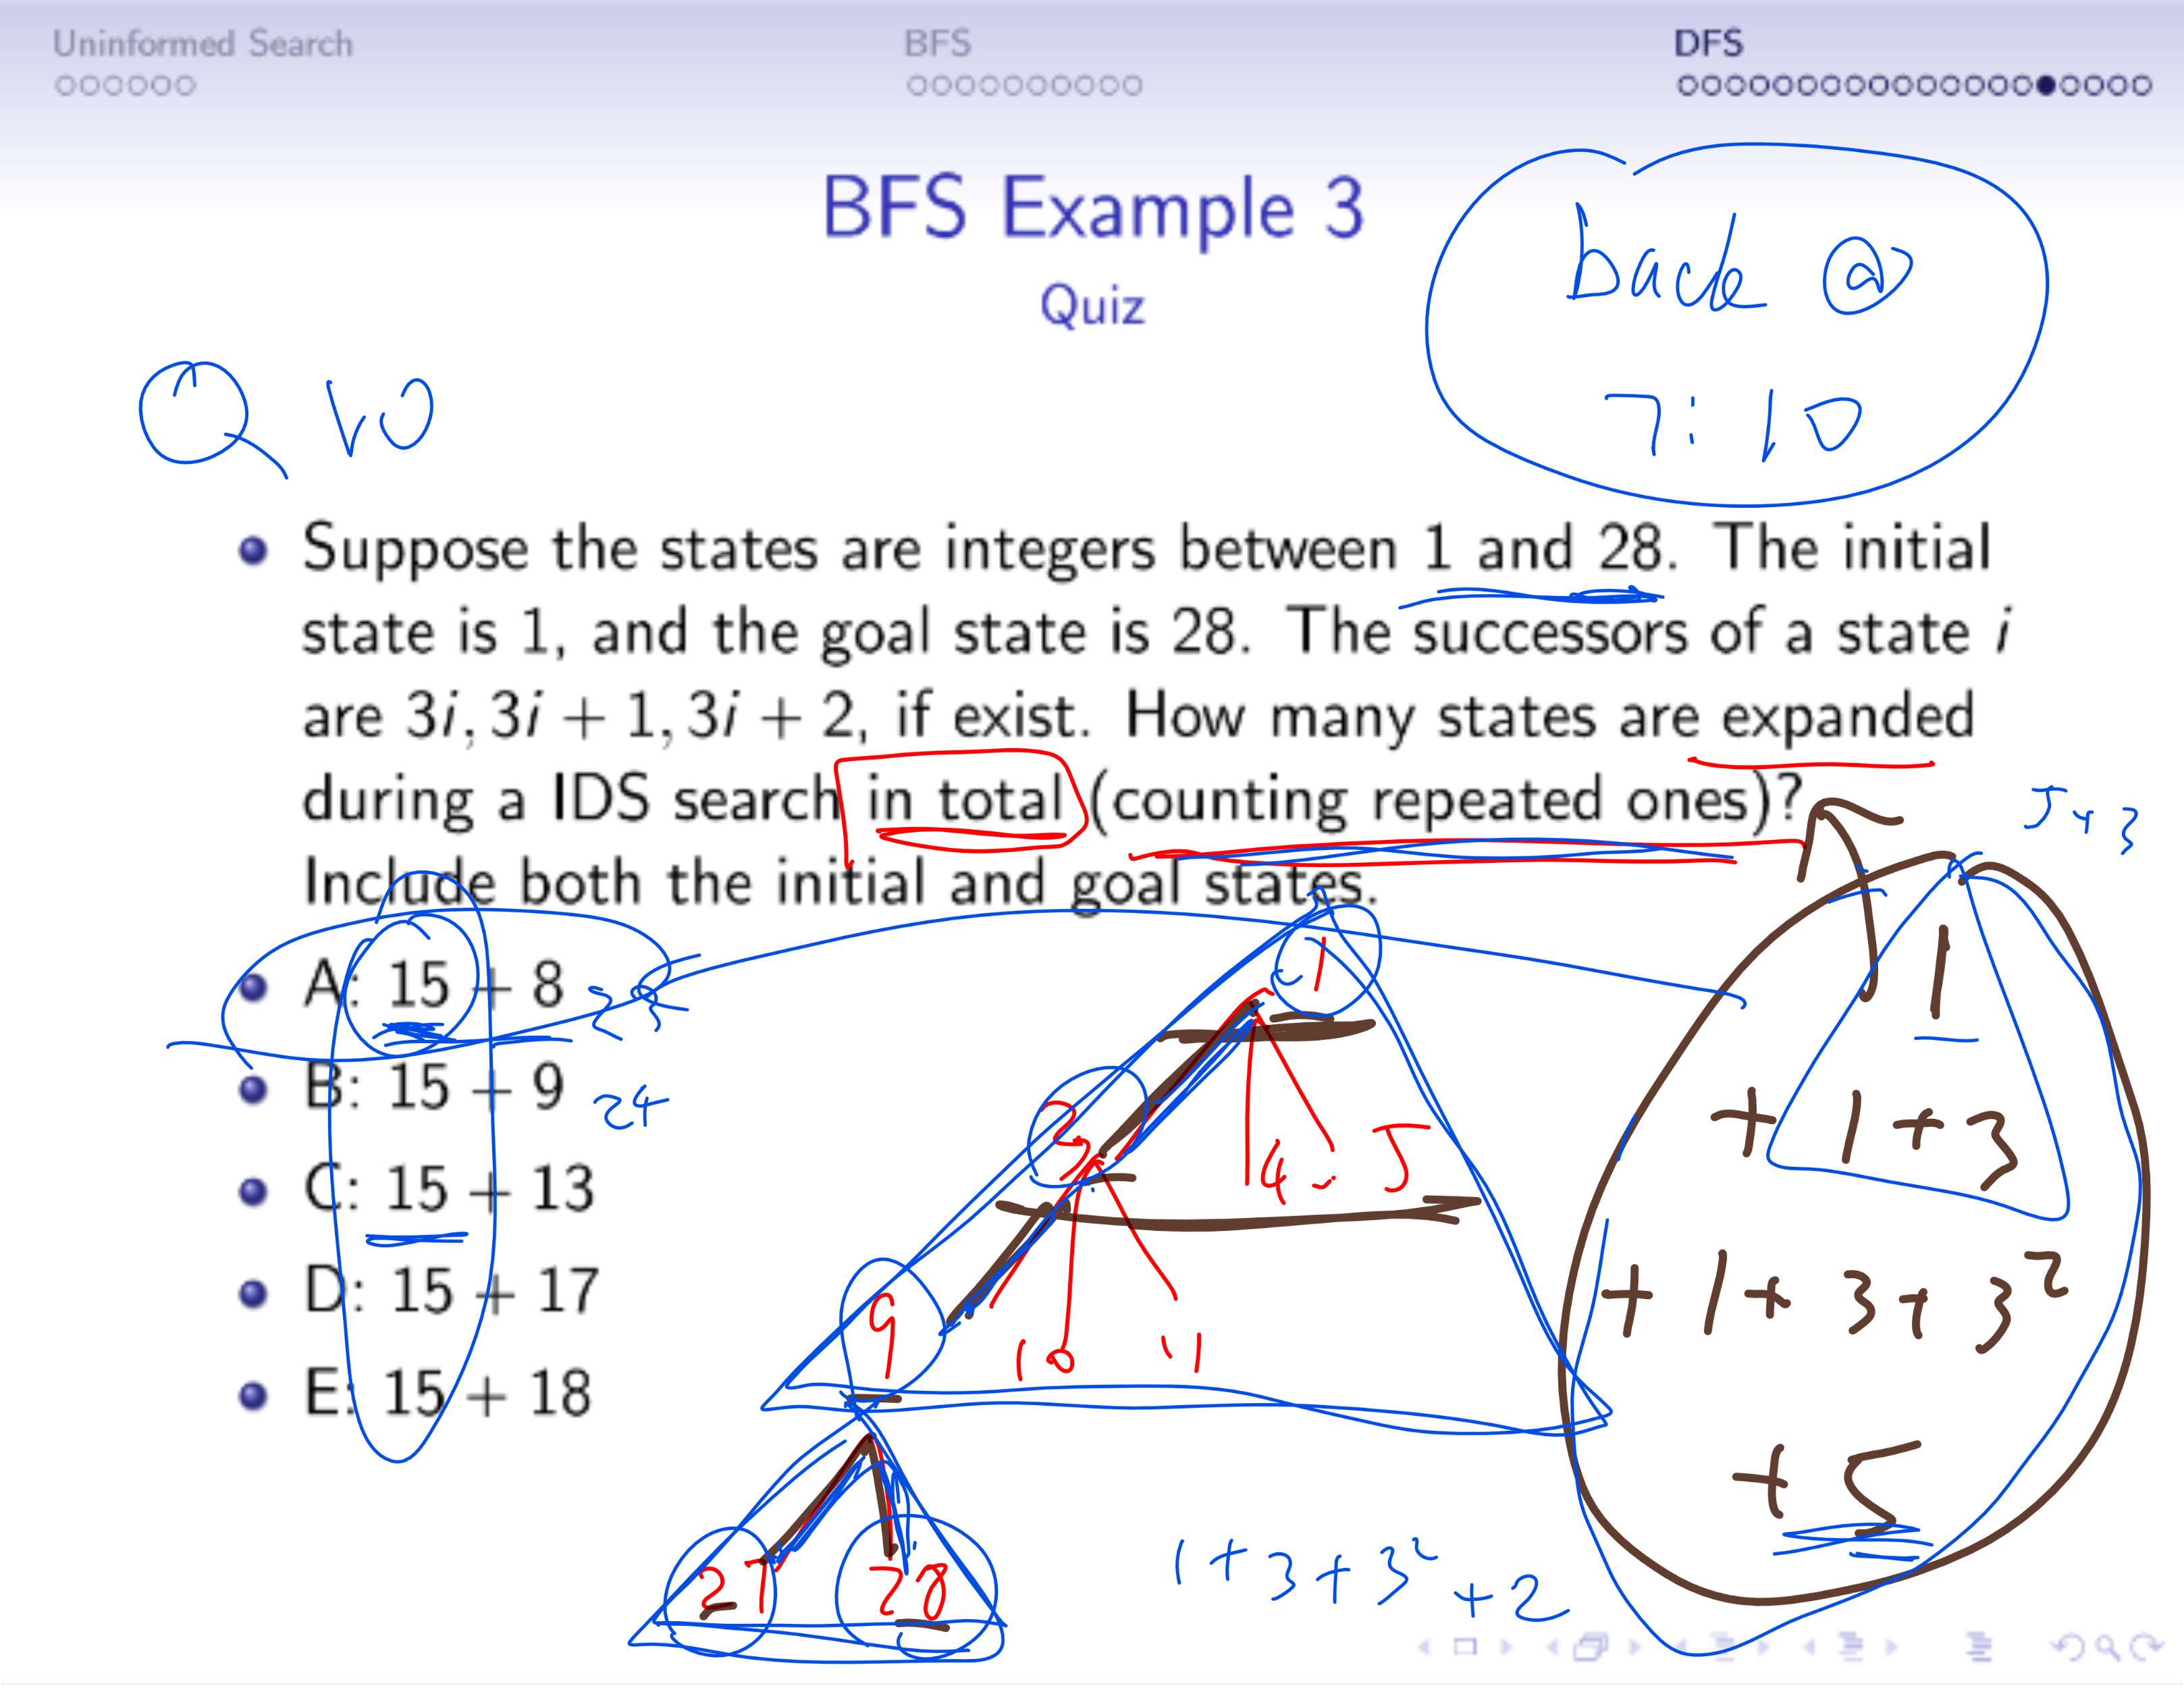 Uninformed Search BFS DFS
BFS Example 3
Quiz
back @
7:10
Q 10
Suppose the states are integers between 1 and 28. The initial
state is 1, and the goal state is 28. The successors of a state i
are 3i, 3i + 1, 3i + 2, if exist. How many states are expanded
during a IDS search in total (counting repeated ones)?
Include both the initial and goal states.
5+3
A: 15 + 8 23
B: 15 + 9 24
C: 15 + 13
D: 15 + 17
E: 15 + 18
1
3 4 5
9 10 11
27 28
1
+ 1 + 3
+ 1 + 3 + 3²
+ 5
1 + 3 + 3² + 2